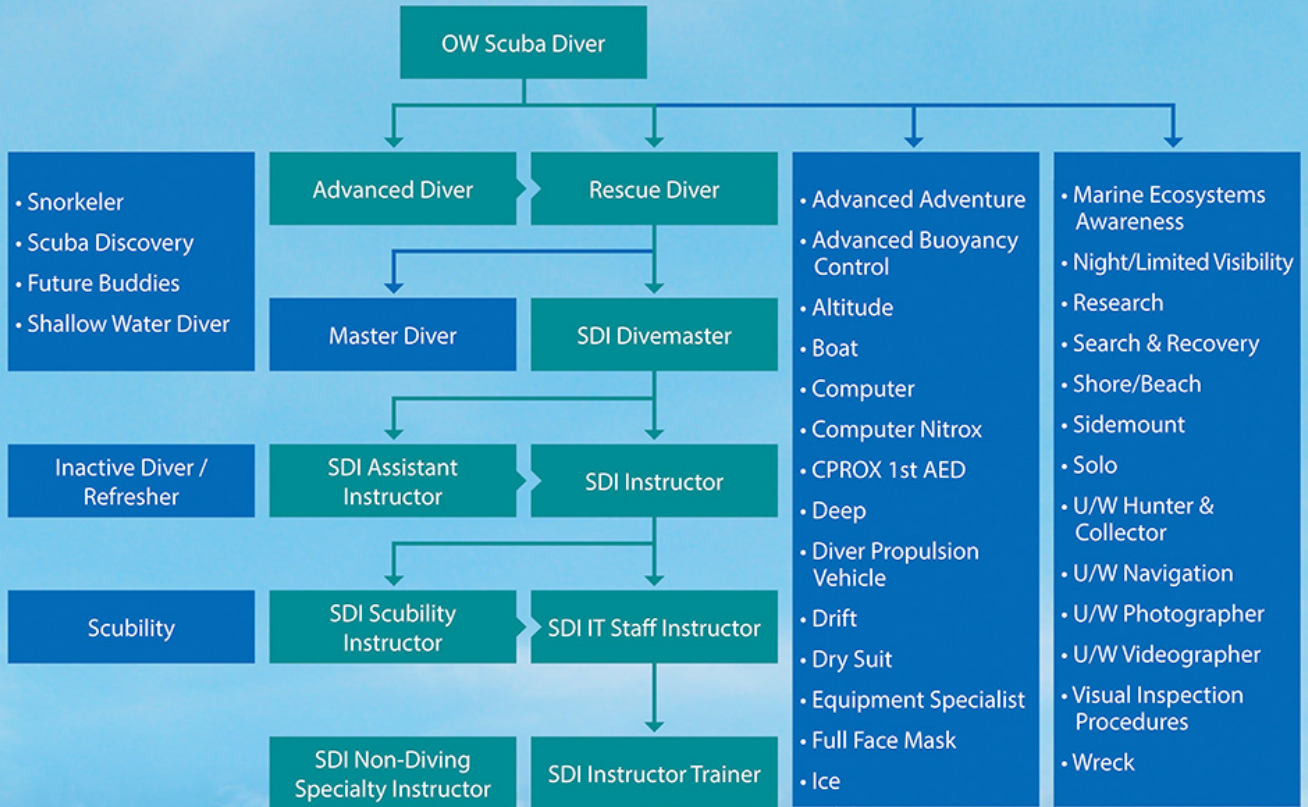 OW Scuba Diver
• Snorkeler
• Scuba Discovery
• Future Buddies
• Shallow Water Diver
Advanced Diver
Rescue Diver
Master Diver
SDI Divemaster
Inactive Diver /
Refresher
SDI Assistant
Instructor
SDI Instructor
Scubility
SDI Scubility
Instructor
SDI IT Staff Instructor
SDI Non-Diving
Specialty Instructor
SDI Instructor Trainer
• Advanced Adventure
• Advanced Buoyancy
Control
• Altitude
• Boat
• Computer
• Computer Nitrox
• CPROX 1st AED
• Deep
• Diver Propulsion
Vehicle
• Drift
• Dry Suit
• Equipment Specialist
• Full Face Mask
• Ice
• Marine Ecosystems
Awareness
• Night/Limited Visibility
• Research
• Search & Recovery
• Shore/Beach
• Sidemount
• Solo
• U/W Hunter &
Collector
• U/W Navigation
• U/W Photographer
• U/W Videographer
• Visual Inspection
Procedures
• Wreck